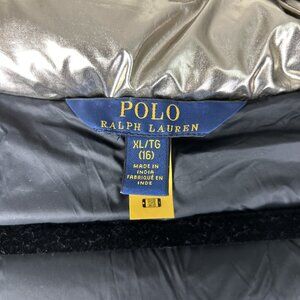 POLO
RALPH LAUREN
XL/TG
(16)
MADE IN
INDIA
FABRIQUÉ EN
INDE